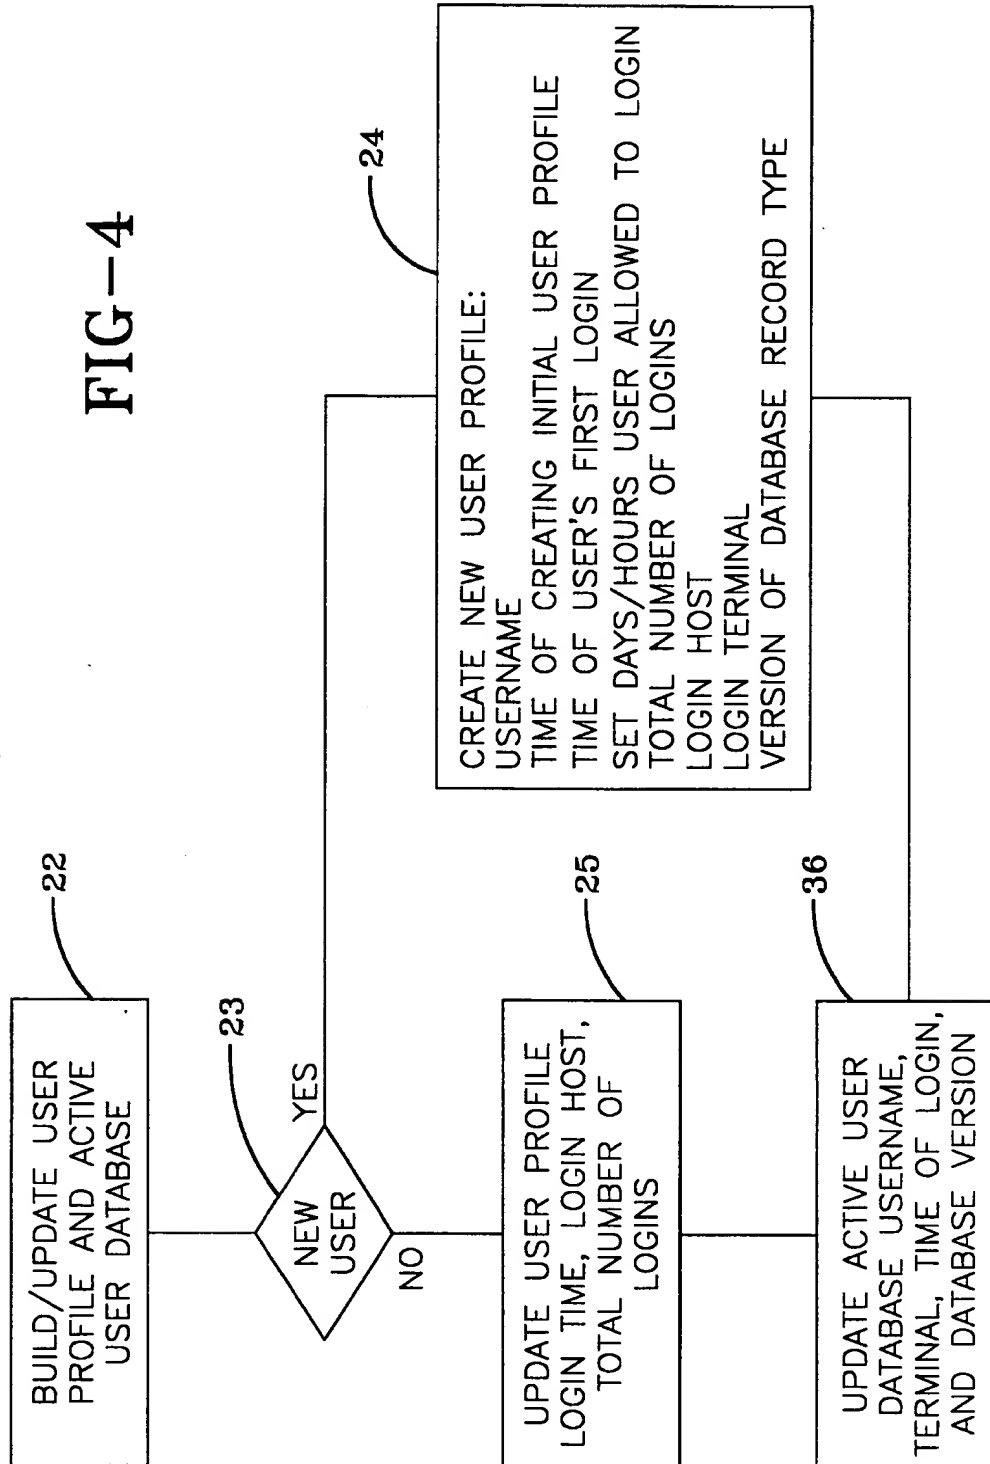 FIG-4
22
BUILD/UPDATE USER
PROFILE AND ACTIVE
USER DATABASE
23
NEW
USER
YES
NO
24
CREATE NEW USER PROFILE:
USERNAME
TIME OF CREATING INITIAL USER PROFILE
TIME OF USER'S FIRST LOGIN
SET DAYS/HOURS USER ALLOWED TO LOGIN
TOTAL NUMBER OF LOGINS
LOGIN HOST
LOGIN TERMINAL
VERSION OF DATABASE RECORD TYPE
25
UPDATE USER PROFILE
LOGIN TIME, LOGIN HOST,
TOTAL NUMBER OF
LOGINS
36
UPDATE ACTIVE USER
DATABASE USERNAME,
TERMINAL, TIME OF LOGIN,
AND DATABASE VERSION